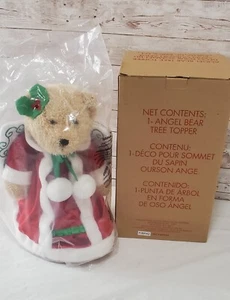 NET CONTENTS:
1- ANGEL BEAR
TREE TOPPER
CONTENU:
1-DÉCO POUR SOMMET
DU SAPIN
OURSON ANGE
CONTENIDO:
1-PUNTA DE ÁRBOL
EN FORMA
DE OSO ÁNGEL